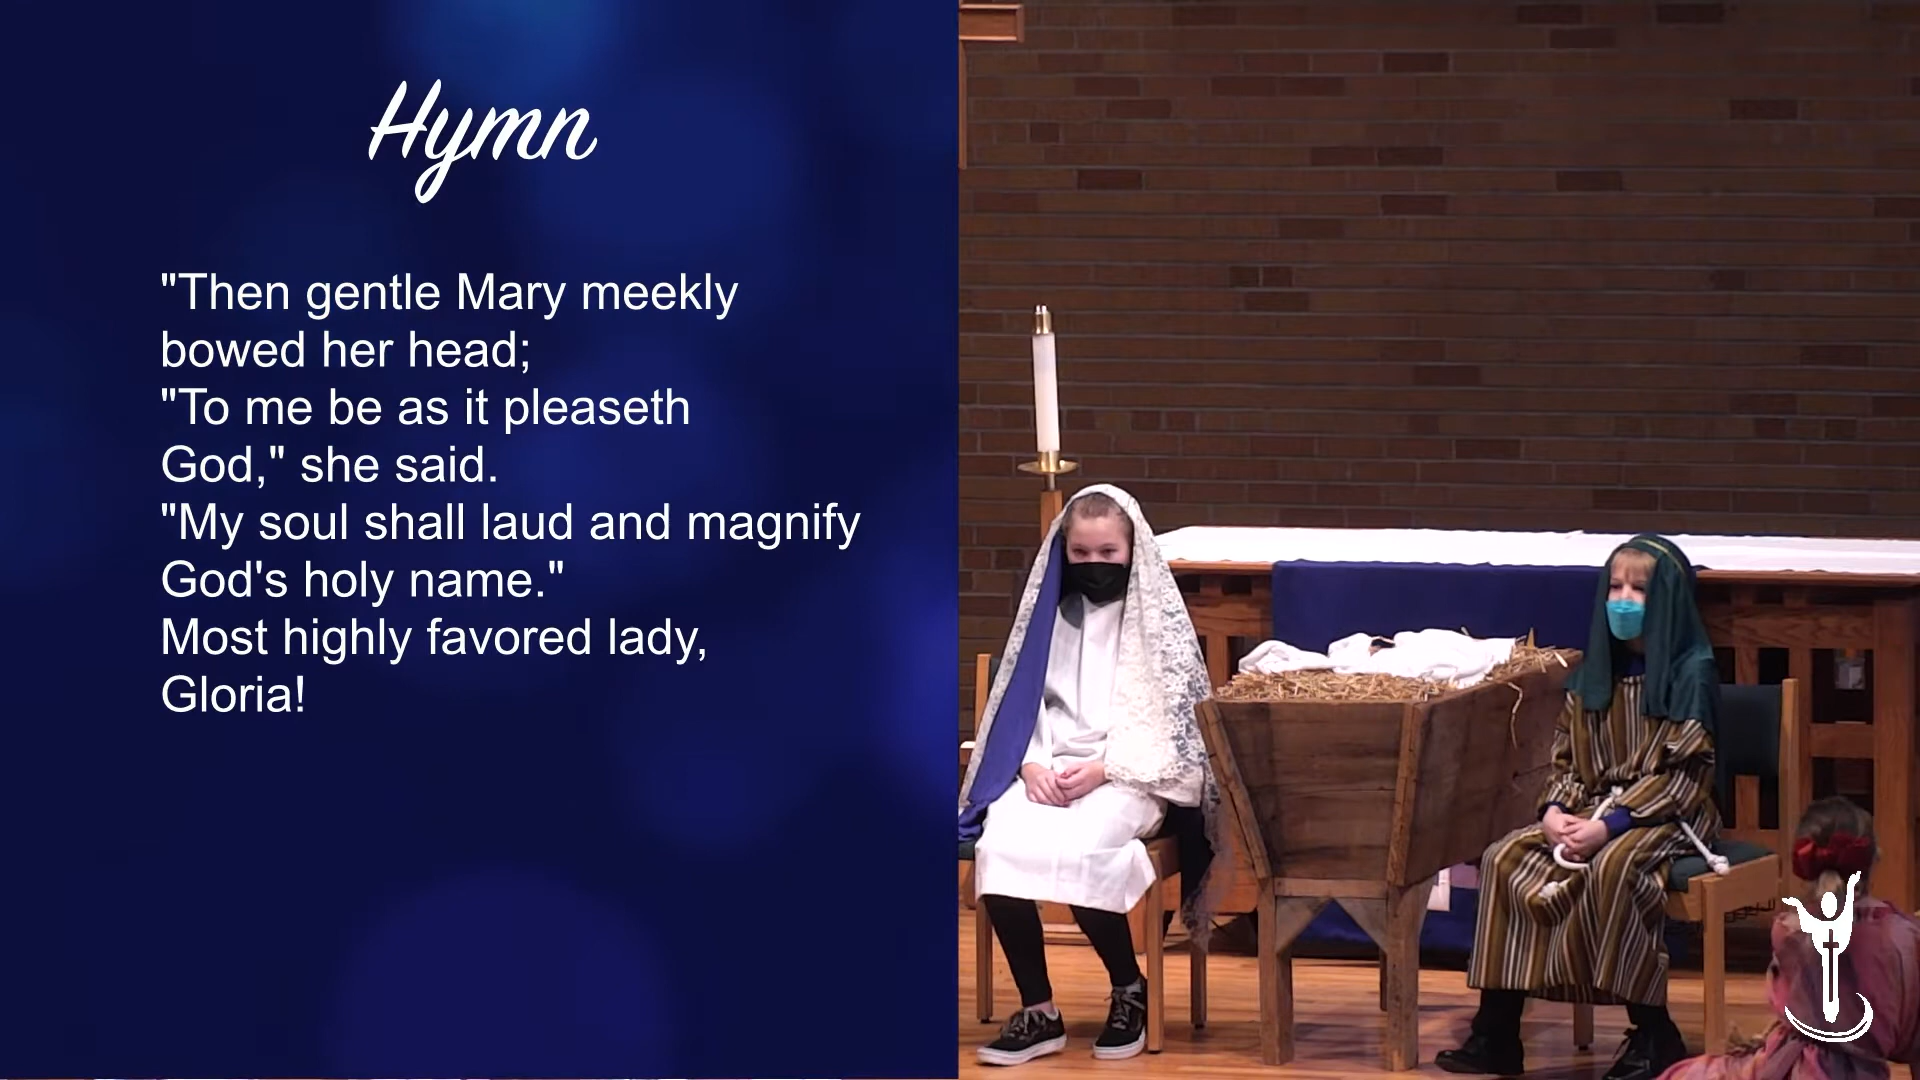 Hymn
"Then gentle Mary meekly
bowed her head;
"To me be as it pleaseth
God," she said.
"My soul shall laud and magnify
God's holy name."
Most highly favored lady,
Gloria!